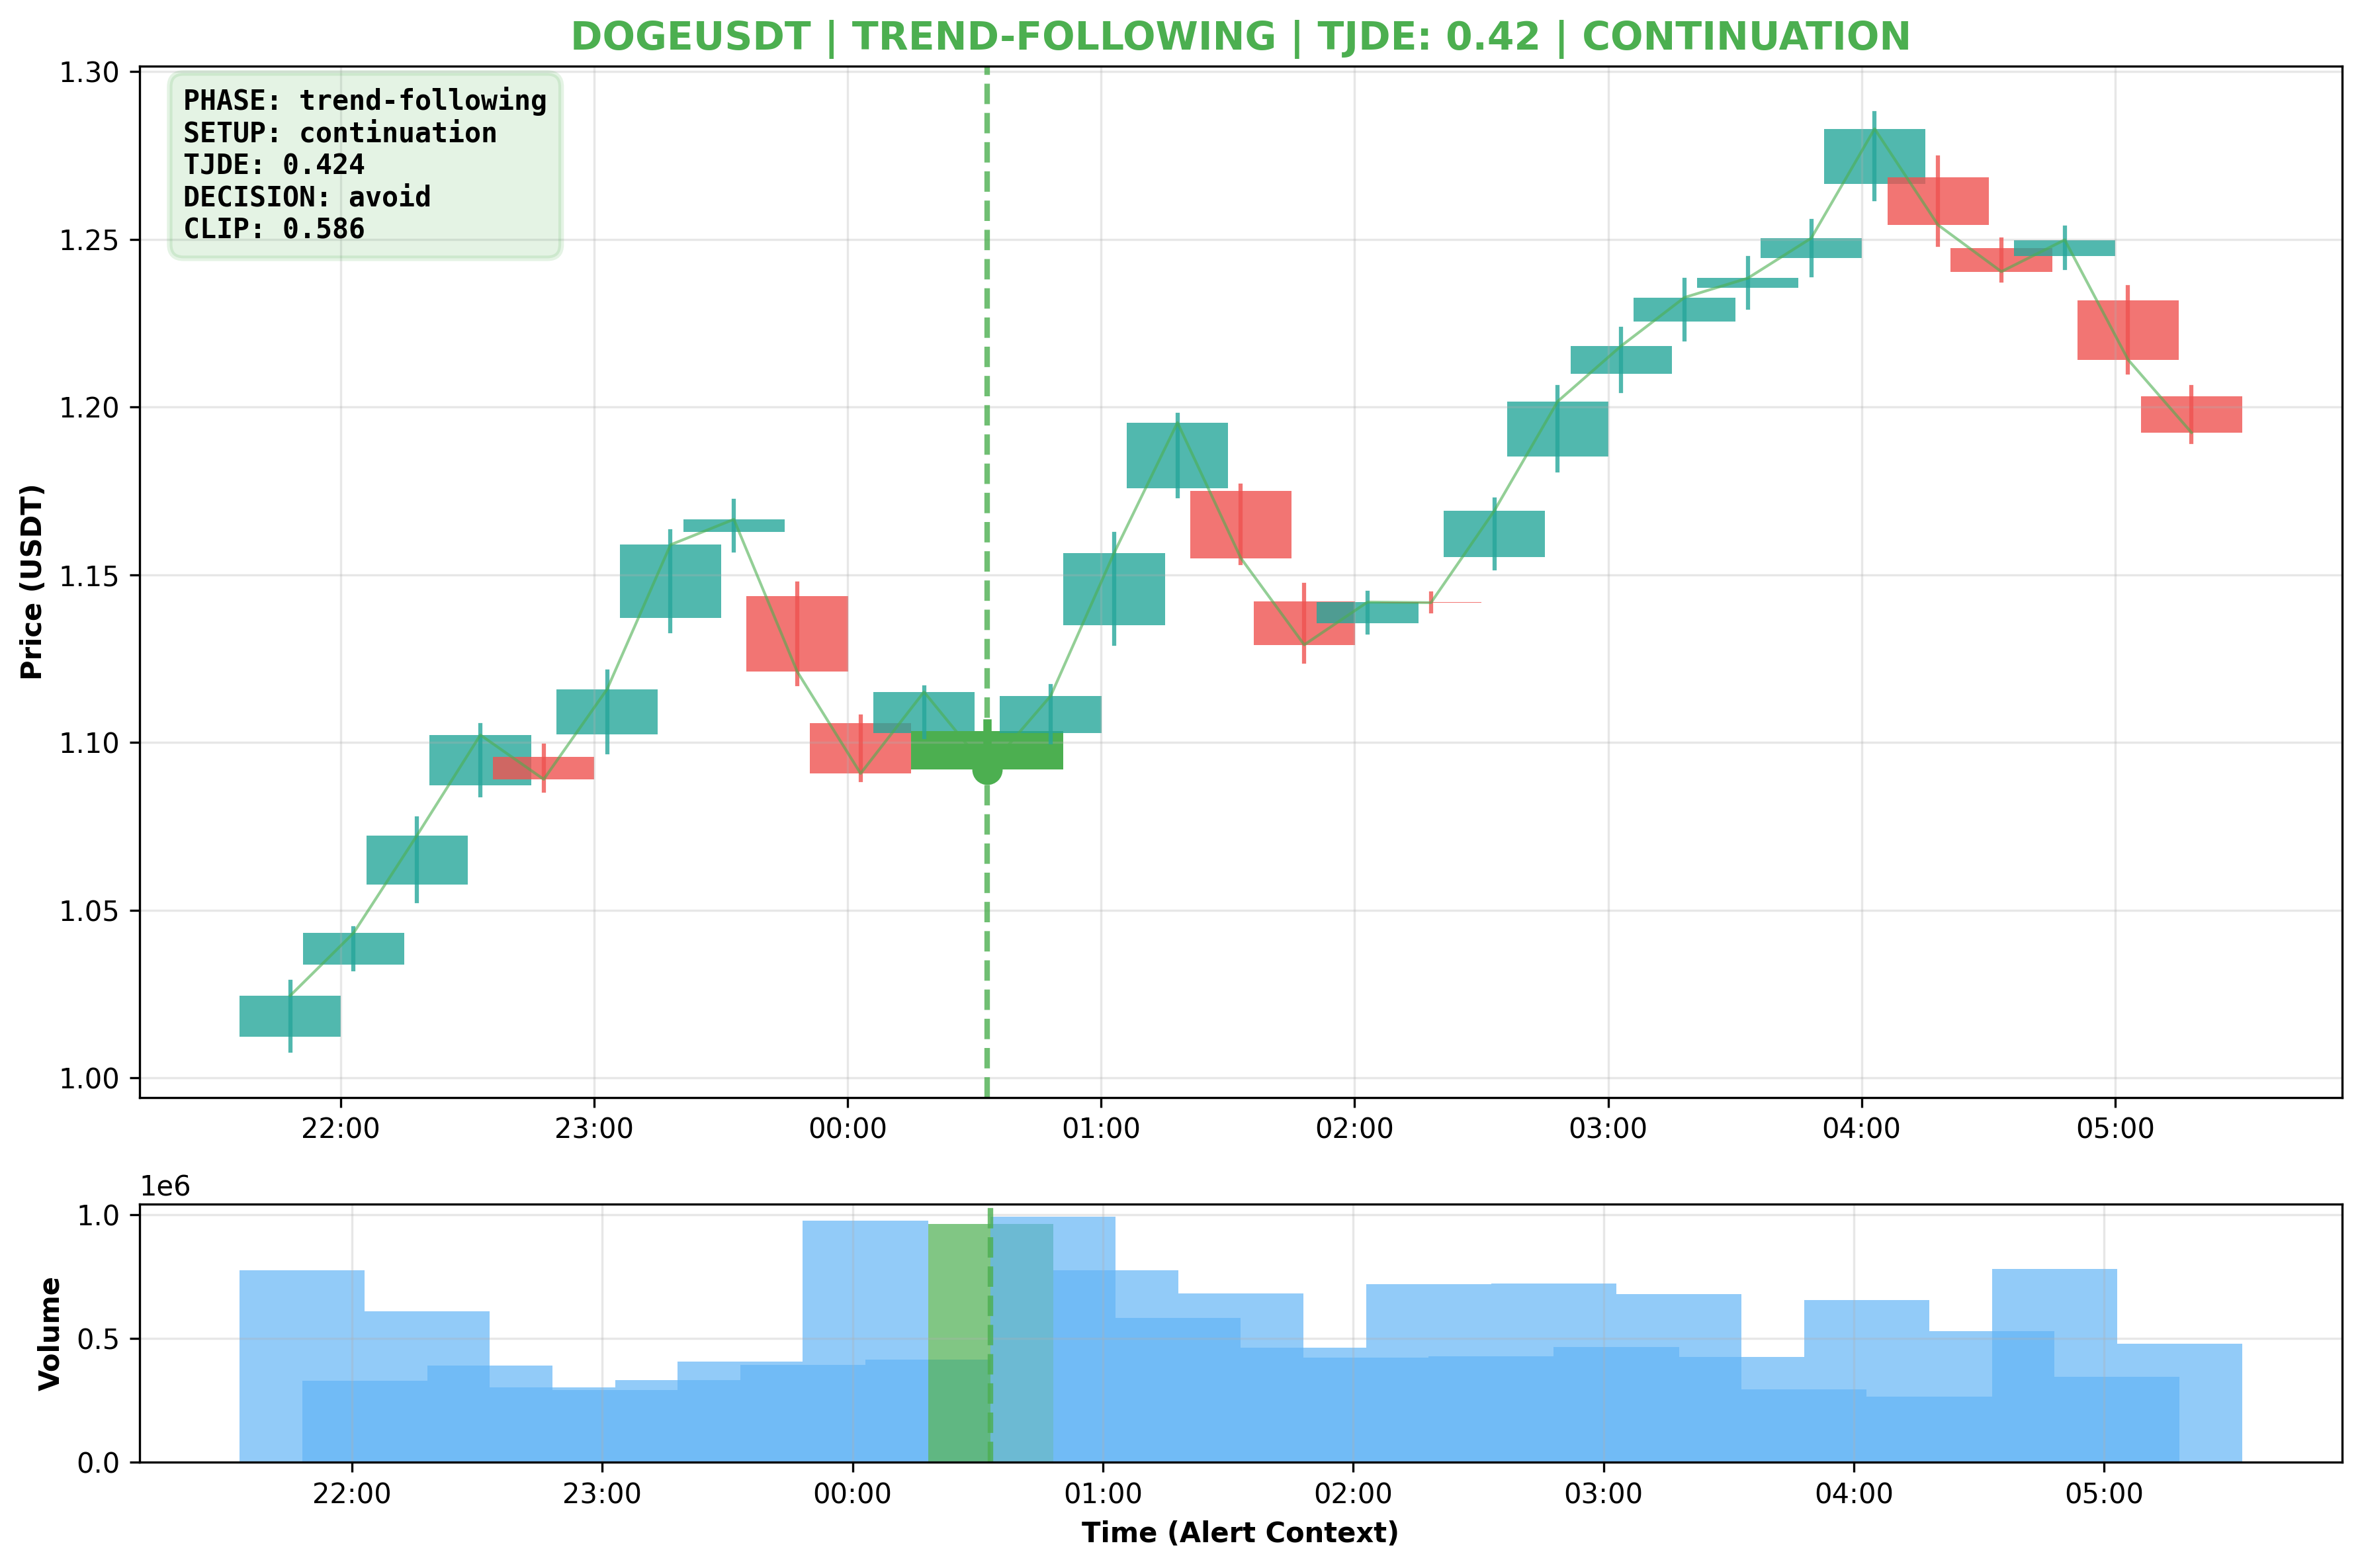 DOGEUSDT | TREND-FOLLOWING | TJDE: 0.42 | CONTINUATION
PHASE: trend-following
SETUP: continuation
TJDE: 0.424
DECISION: avoid
CLIP: 0.586
Price (USDT)
1.30
1.25
1.20
1.15
1.10
1.05
1.00
22:00 23:00 00:00 01:00 02:00 03:00 04:00 05:00
1e6
Volume
1.0
0.5
0.0
22:00 23:00 00:00 01:00 02:00 03:00 04:00 05:00
Time (Alert Context)